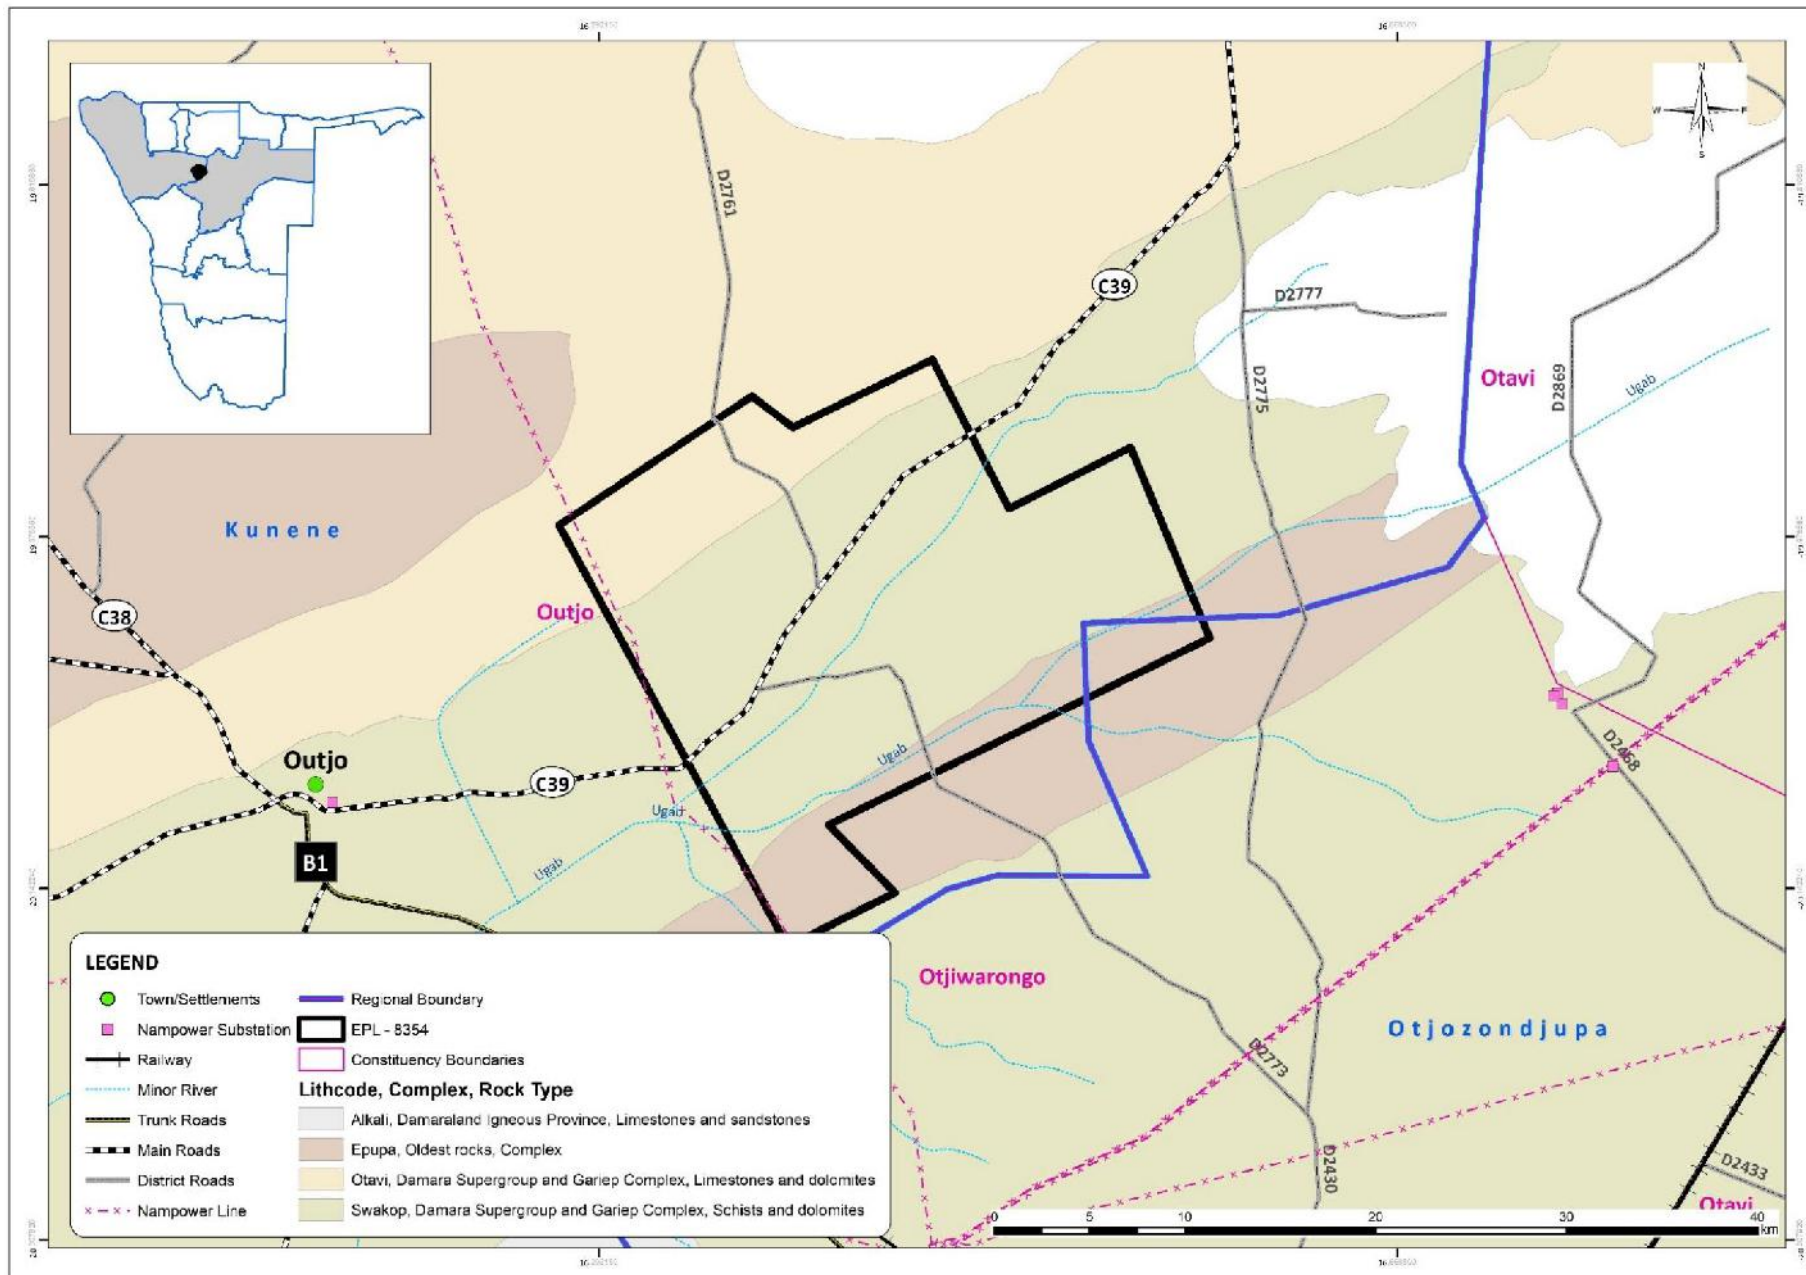 N
W
S
D2761
C39
D2777
Otavi
D2869
Ugab
D2775
Kunene
C38
Outjo
Outjo
C39
Ugab
Ugab
Ugab
B1
D2468
Otjiwarongo
Otjozondjupa
D2773
D2430
D2433
Otavi
LEGEND
Town/Settlements
Nampower Substation
Railway
Minor River
Trunk Roads
Main Roads
District Roads
Nampower Line
Regional Boundary
EPL - 8354
Constituency Boundaries
Lithcode, Complex, Rock Type
Alkali, Damaraland Igneous Province, Limestones and sandstones
Epupa, Oldest rocks, Complex
Otavi, Damara Supergroup and Gariep Complex, Limestones and dolomites
Swakop, Damara Supergroup and Gariep Complex, Schists and dolomites
0 5 10 20 30 40
km